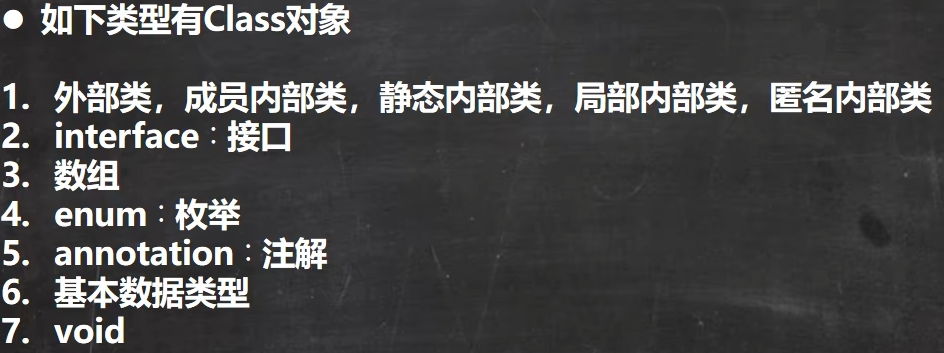 ● 如下类型有Class对象
1. 外部类，成员内部类，静态内部类，局部内部类，匿名内部类
2. interface：接口
3. 数组
4. enum：枚举
5. annotation：注解
6. 基本数据类型
7. void